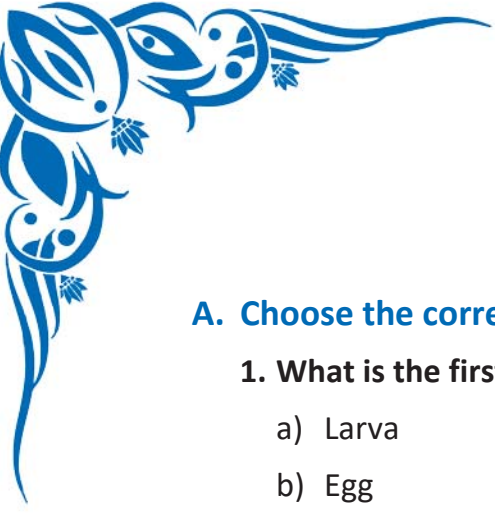 A. Choose the corre
1. What is the firs
a) Larva
b) Egg